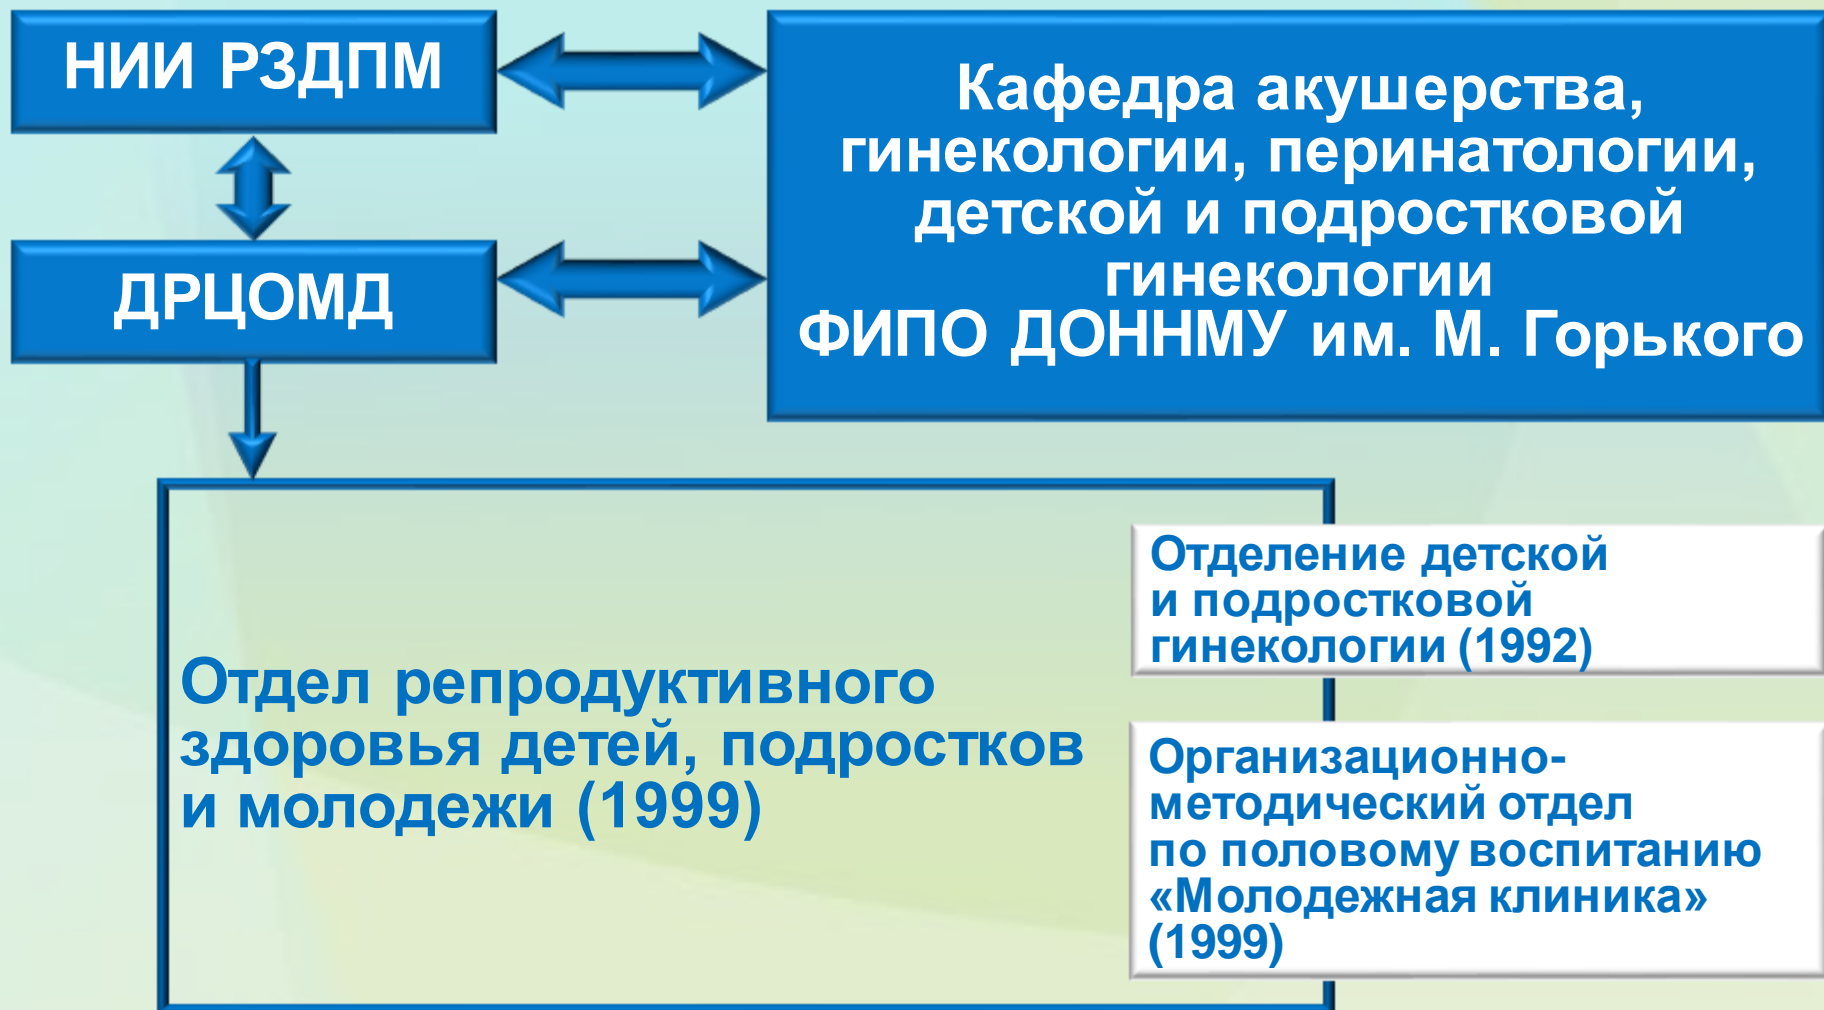 НИИ РЗДПМ
Кафедра акушерства,
гинекологии, перинатологии,
детской и подростковой
гинекологии
ФИПО ДОННМУ им. М. Горького
ДРЦОМД
Отдел репродуктивного
здоровья детей, подростков
и молодежи (1999)
Отделение детской
и подростковой
гинекологии (1992)
Организационно-
методический отдел
по половому воспитанию
«Молодежная клиника»
(1999)